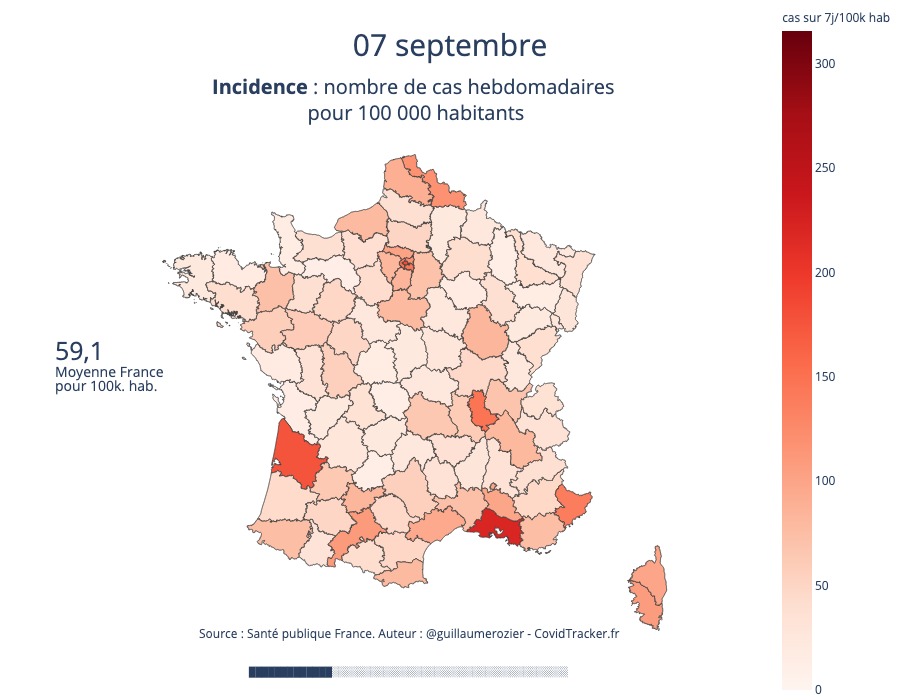 cas sur 7j/100k hab
07 septembre
Incidence : nombre de cas hebdomadaires
pour 100 000 habitants
300
250
200
150
100
50
0
59,1
Moyenne France
pour 100k. hab.
Source : Santé publique France. Auteur : @guillaumerozier - CovidTracker.fr